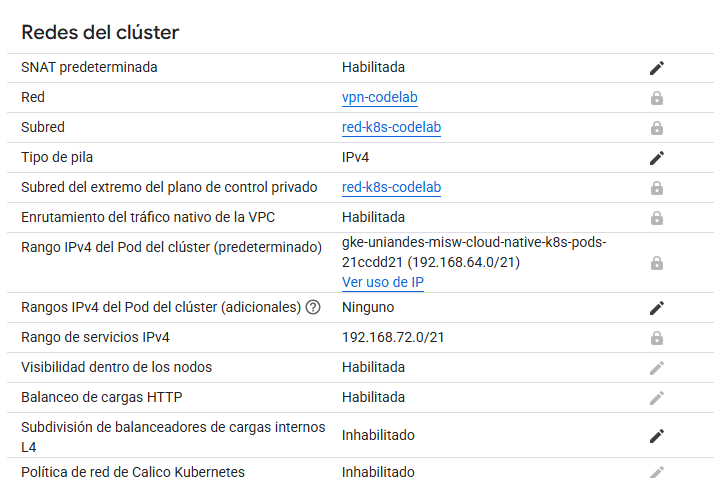 Redes del clúster
SNAT predeterminada Habilitada
Red vpn-codelab
Subred red-k8s-codelab
Tipo de pila IPv4
Subred del extremo del plano de control privado red-k8s-codelab
Enrutamiento del tráfico nativo de la VPC Habilitada
Rango IPv4 del Pod del clúster (predeterminado) gke-uniandes-misw-cloud-native-k8s-pods-
21ccdd21 (192.168.64.0/21)
Ver uso de IP
Rangos IPv4 del Pod del clúster (adicionales) Ninguno
Rango de servicios IPv4 192.168.72.0/21
Visibilidad dentro de los nodos Habilitada
Balanceo de cargas HTTP Habilitada
Subdivisión de balanceadores de cargas internos
L4 Inhabilitado
Política de red de Calico Kubernetes Inhabilitado